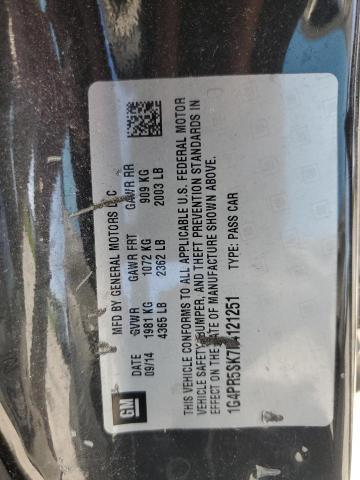 GM
MFD BY GENERAL MOTORS LLC
DATE GVWR GAWR FRT GAWR RR
09/14 1981 KG 1072 KG 909 KG
4365 LB 2362 LB 2003 LB
THIS VEHICLE CONFORMS TO ALL APPLICABLE U.S. FEDERAL MOTOR
VEHICLE SAFETY, BUMPER, AND THEFT PREVENTION STANDARDS IN
EFFECT ON THE DATE OF MANUFACTURE SHOWN ABOVE.
TYPE: PASS CAR